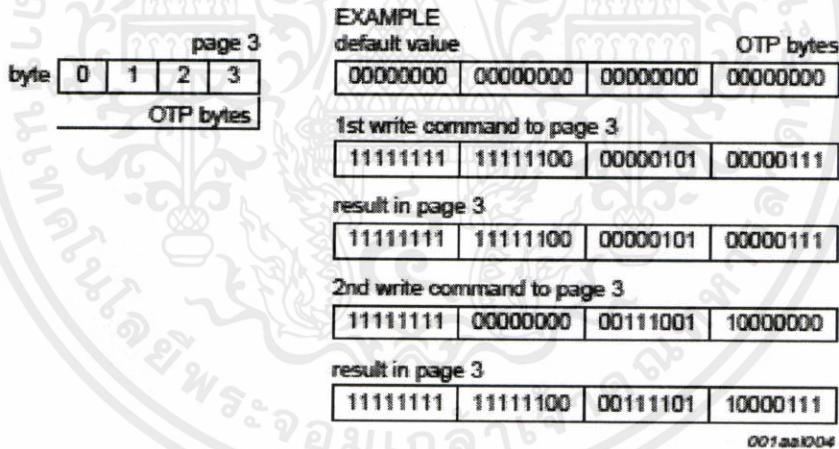 page 3
byte 0 1 2 3
OTP bytes
EXAMPLE
default value OTP bytes
00000000 00000000 00000000 00000000
1st write command to page 3
11111111 11111100 00000101 00000111
result in page 3
11111111 11111100 00000101 00000111
2nd write command to page 3
11111111 00000000 00111001 10000000
result in page 3
11111111 11111100 00111101 10000111
001aak004